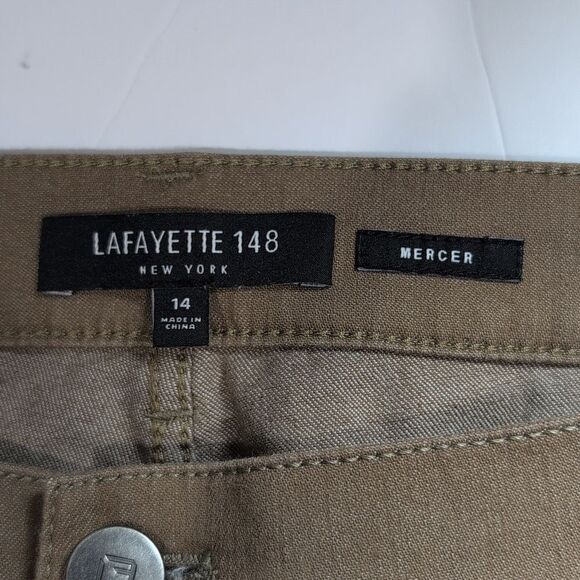 LAFAYETTE 148
NEW YORK
MERCER
14
MADE IN
CHINA